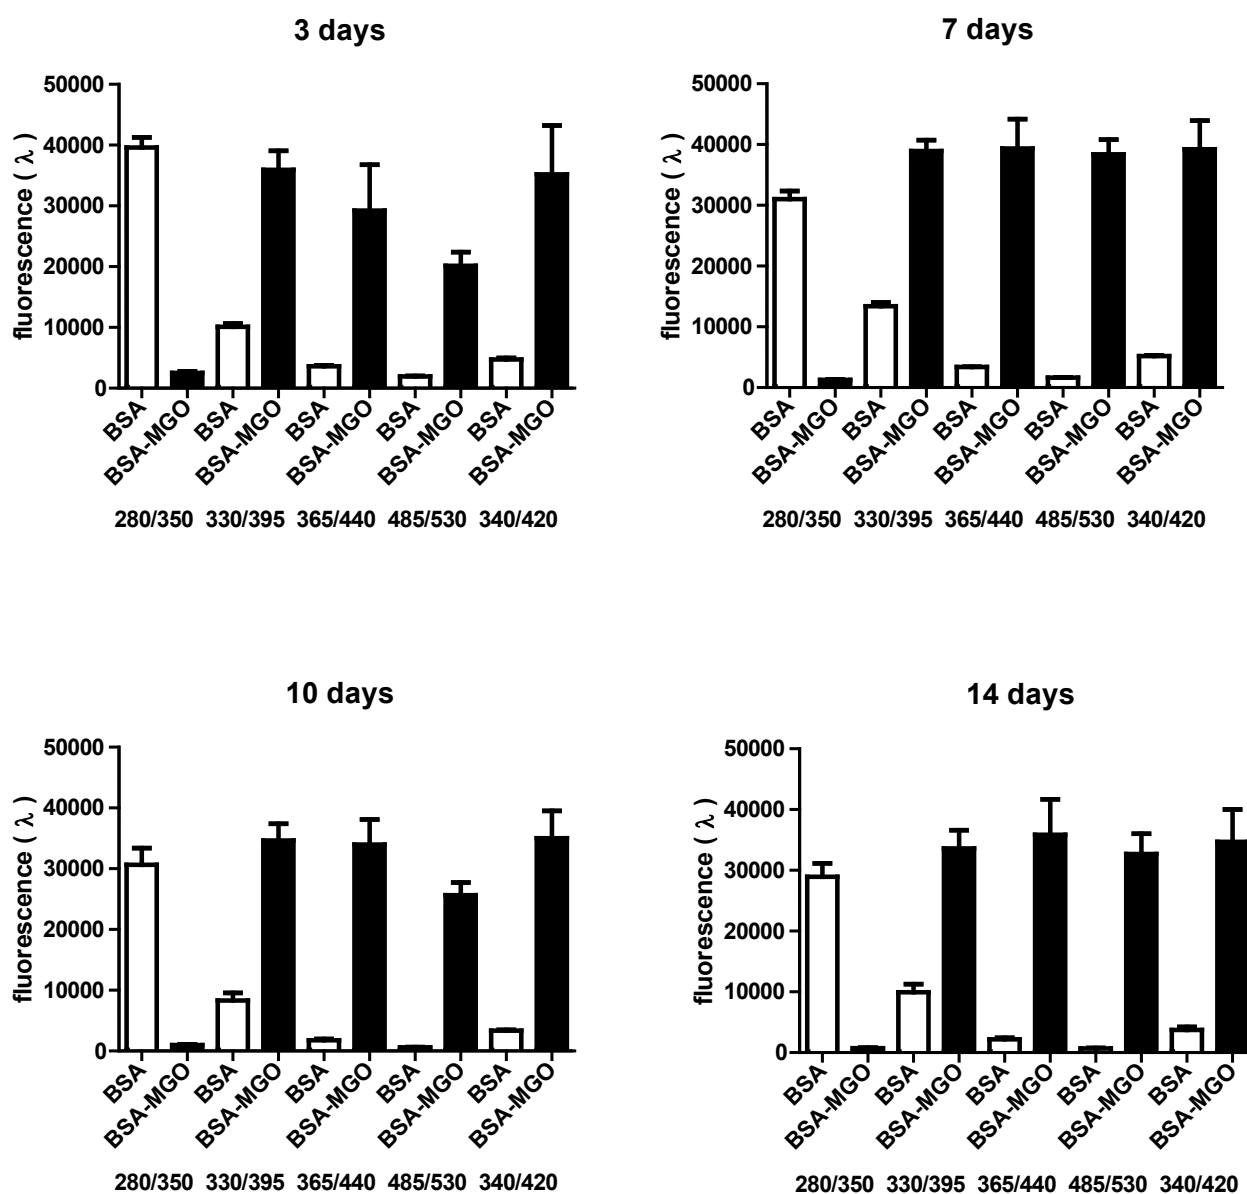 3 days
50000
40000
30000
20000
10000
0
fluorescence ( λ )
BSA
BSA-MGO
BSA
BSA-MGO
BSA
BSA-MGO
BSA
BSA-MGO
BSA
BSA-MGO
280/350 330/395 365/440 485/530 340/420
7 days
50000
40000
30000
20000
10000
0
fluorescence ( λ )
BSA
BSA-MGO
BSA
BSA-MGO
BSA
BSA-MGO
BSA
BSA-MGO
BSA
BSA-MGO
280/350 330/395 365/440 485/530 340/420
10 days
50000
40000
30000
20000
10000
0
fluorescence ( λ )
BSA
BSA-MGO
BSA
BSA-MGO
BSA
BSA-MGO
BSA
BSA-MGO
BSA
BSA-MGO
280/350 330/395 365/440 485/530 340/420
14 days
50000
40000
30000
20000
10000
0
fluorescence ( λ )
BSA
BSA-MGO
BSA
BSA-MGO
BSA
BSA-MGO
BSA
BSA-MGO
BSA
BSA-MGO
280/350 330/395 365/440 485/530 340/420